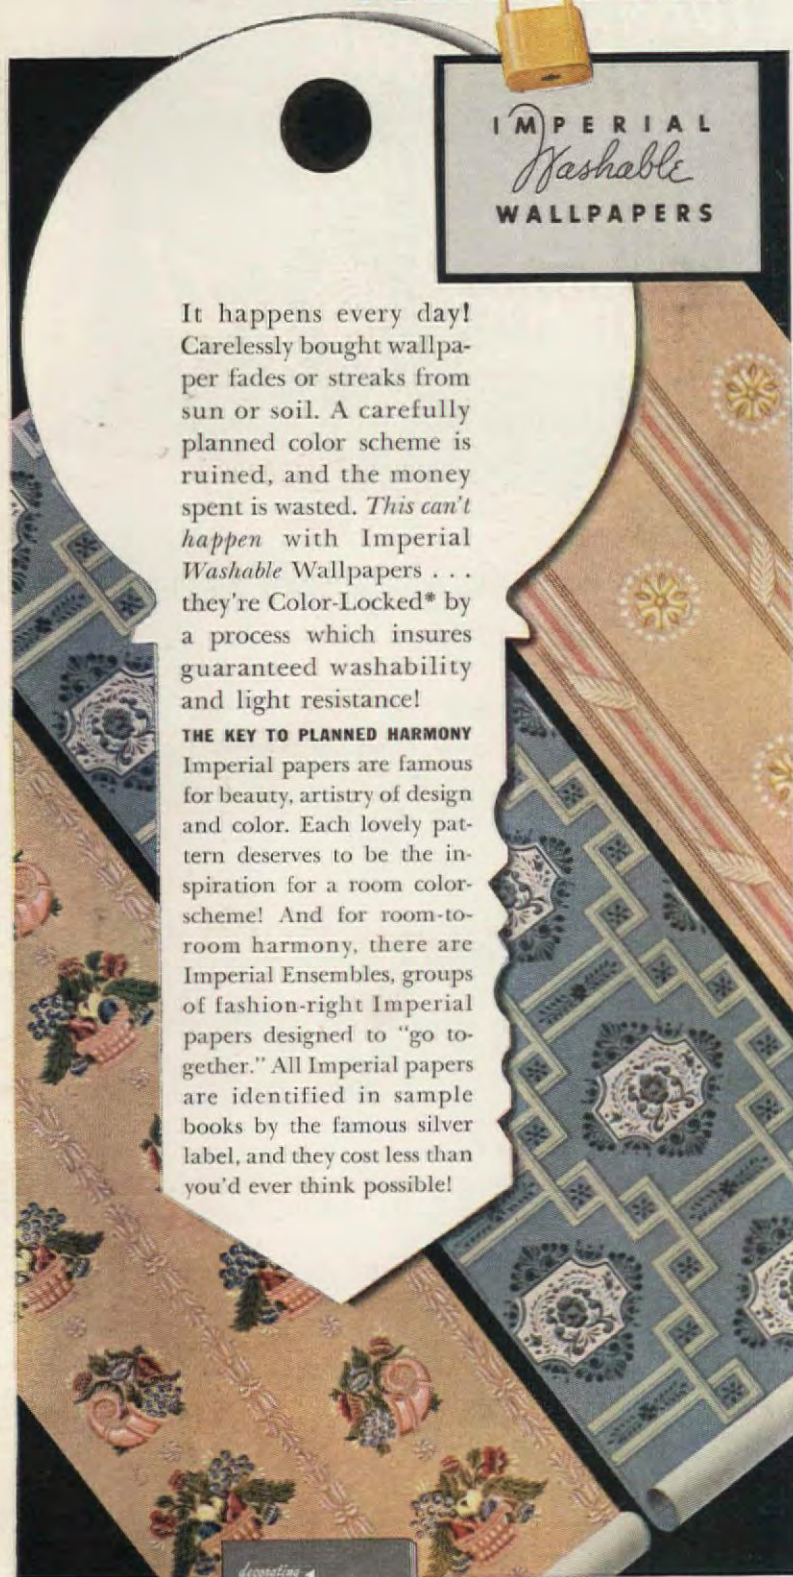 IMPERIAL
Washable
WALLPAPERS
It happens every day!
Carelessly bought wallpa-
per fades or streaks from
sun or soil. A carefully
planned color scheme is
ruined, and the money
spent is wasted. This can't
happen with Imperial
Washable Wallpapers . . .
they're Color-Locked* by
a process which insures
guaranteed washability
and light resistance!
THE KEY TO PLANNED HARMONY
Imperial papers are famous
for beauty, artistry of design
and color. Each lovely pat-
tern deserves to be the in-
spiration for a room color-
scheme! And for room-to-
room harmony, there are
Imperial Ensembles, groups
of fashion-right Imperial
papers designed to "go to-
gether." All Imperial papers
are identified in sample
books by the famous silver
label, and they cost less than
you'd ever think possible!
decorating